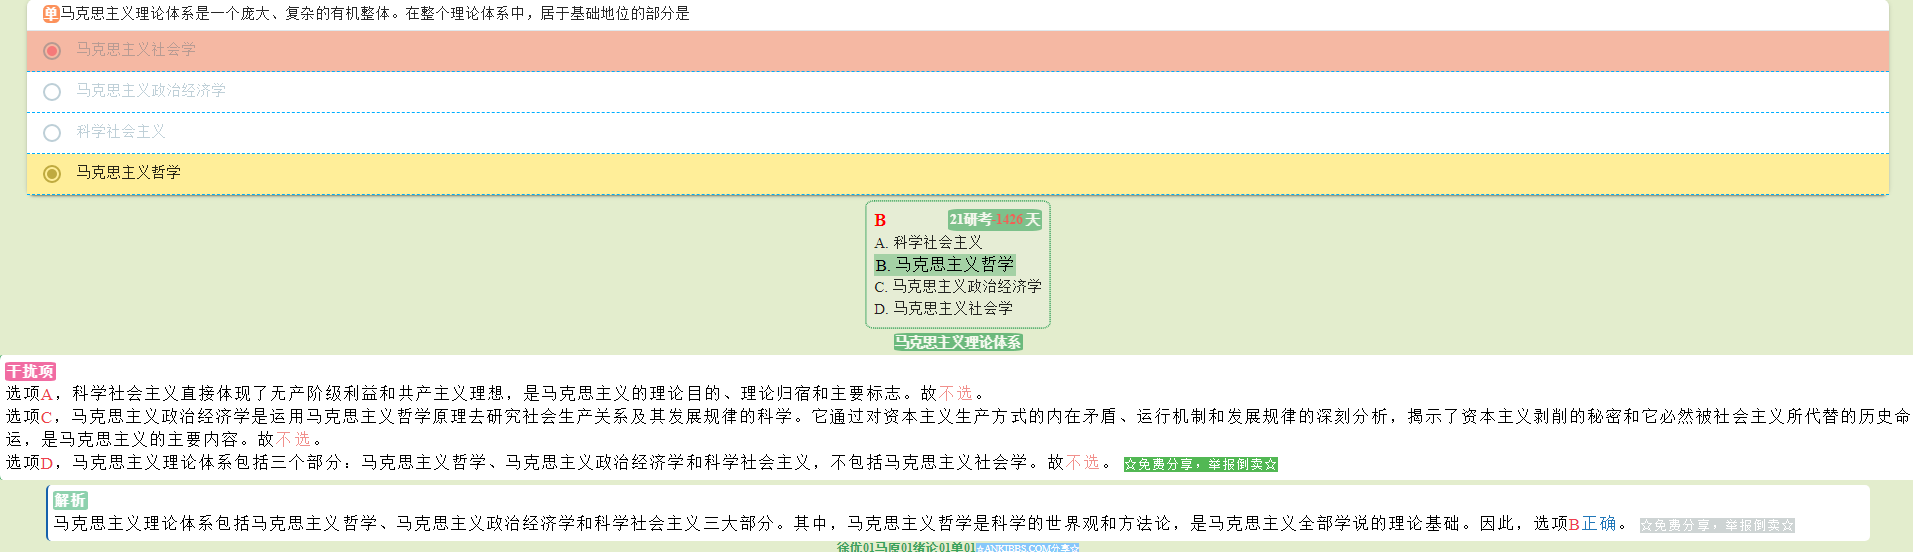 单马克思主义理论体系是一个庞大、复杂的有机整体。在整个理论体系中，居于基础地位的部分是
马克思主义社会学
马克思主义政治经济学
科学社会主义
马克思主义哲学
B 21研考-1426天
A. 科学社会主义
B. 马克思主义哲学
C. 马克思主义政治经济学
D. 马克思主义社会学
马克思主义理论体系
干扰项
选项A，科学社会主义直接体现了无产阶级利益和共产主义理想，是马克思主义的理论目的、理论归宿和主要标志。故不选。
选项C，马克思主义政治经济学是运用马克思主义哲学原理去研究社会生产关系及其发展规律的科学。它通过对资本主义生产方式的内在矛盾、运行机制和发展规律的深刻分析，揭示了资本主义剥削的秘密和它必然被社会主义所代替的历史命
运，是马克思主义的主要内容。故不选。
选项D，马克思主义理论体系包括三个部分：马克思主义哲学、马克思主义政治经济学和科学社会主义，不包括马克思主义社会学。故不选。 ☆免费分享，举报倒卖☆
解析
马克思主义理论体系包括马克思主义哲学、马克思主义政治经济学和科学社会主义三大部分。其中，马克思主义哲学是科学的世界观和方法论，是马克思主义全部学说的理论基础。因此，选项B正确。 ☆免费分享，举报倒卖☆
徐优01马原01绪论01单01☆ANKIBBS.COM分享☆